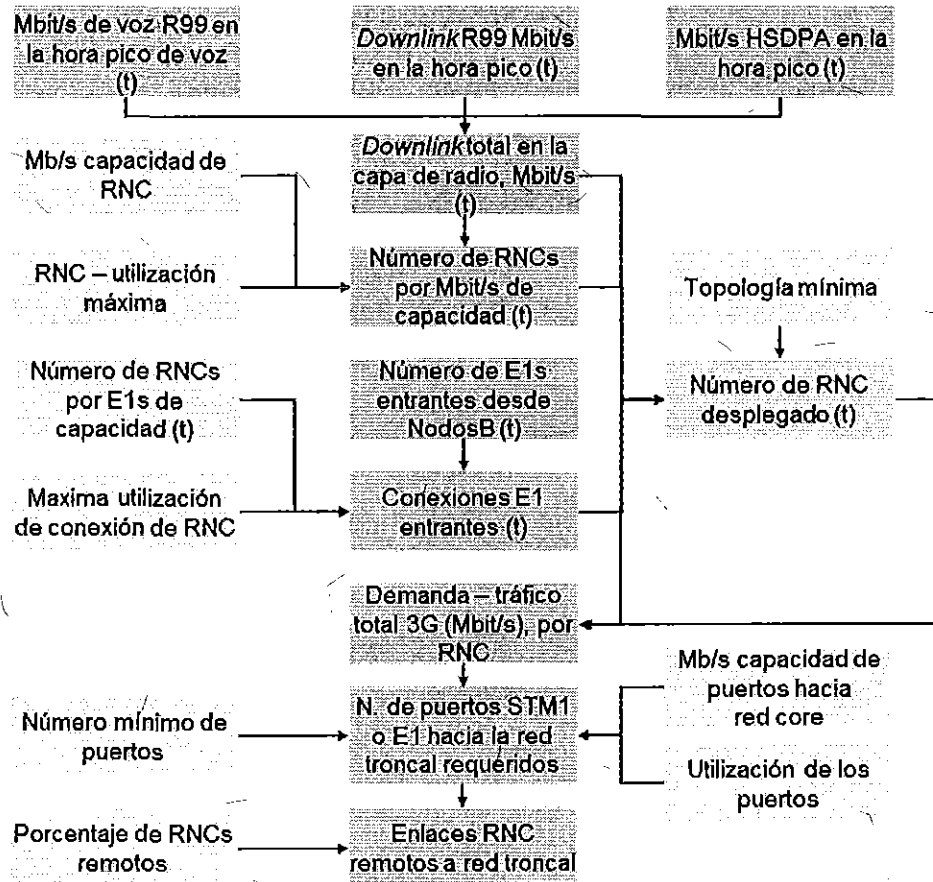 Mbit/s de voz R99 en
la hora pico de voz
(t)
Downlink R99 Mbit/s
en la hora pico (t)
Mbit/s HSDPA en la
hora pico (t)
Mb/s capacidad de
RNC
Downlink total en la
capa de radio, Mbit/s
(t)
RNC – utilización
máxima
Número de RNCs
por Mbit/s de
capacidad (t)
Topología mínima
Número de RNCs
por E1s de
capacidad (t)
Número de E1s
entrantes desde
NodosB (t)
Número de RNC
desplegado (t)
Maxima utilización
de conexión de RNC
Conexiones E1
entrantes (t)
Demanda – tráfico
total 3G (Mbit/s), por
RNC
Mb/s capacidad de
puertos hacia
red core
Número mínimo de
puertos
N. de puertos STM1
o E1 hacia la red
troncal requeridos
Utilización de los
puertos
Porcentaje de RNCs
remotos
Enlaces RNC
remotos a red troncal